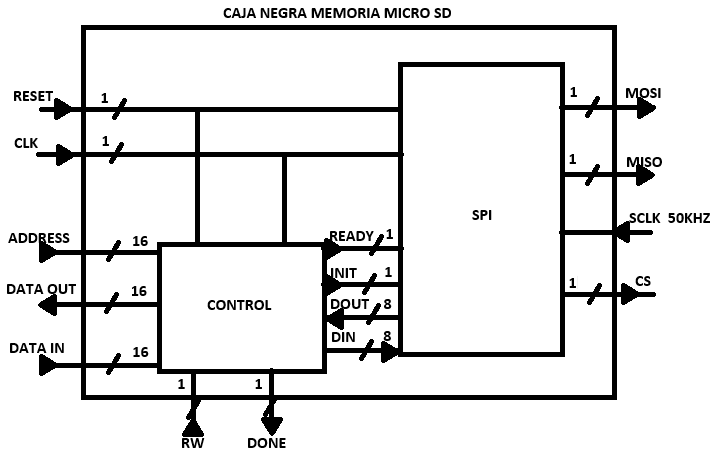 CAJA NEGRA MEMORIA MICRO SD
RESET 1
CLK 1
ADDRESS 16
DATA OUT 16
DATA IN 16
CONTROL
READY 1
INIT 1
DOUT 8
DIN 8
SPI
1 MOSI
1 MISO
SCLK 50KHZ
1 CS
1 1
RW DONE